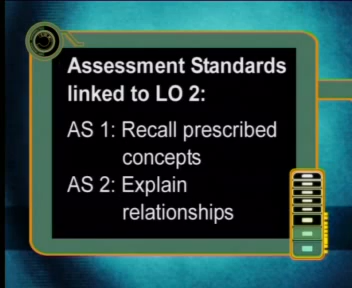 Assessment Standards
linked to LO 2:
AS 1: Recall prescribed
concepts
AS 2: Explain
relationships